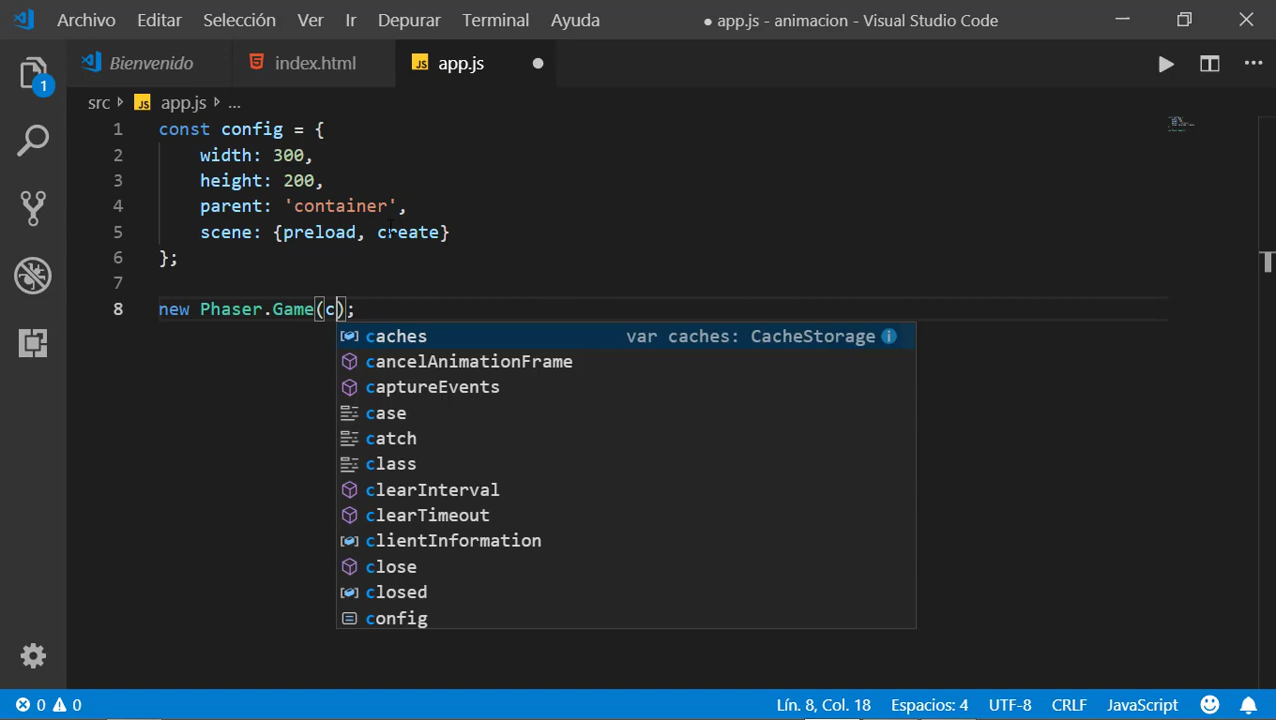 Archivo Editar Selección Ver Ir Depurar Terminal Ayuda ● app.js - animacion - Visual Studio Code
Bienvenido index.html app.js
1
src app.js ...
1 const config = {
2 width: 300,
3 height: 200,
4 parent: 'container',
5 scene: {preload, create}
6 };
7
8 new Phaser.Game(c);
caches var caches: CacheStorage
cancelAnimationFrame
captureEvents
case
catch
class
clearInterval
clearTimeout
clientInformation
close
closed
config
0 0 Lín. 8, Col. 18 Espacios: 4 UTF-8 CRLF JavaScript